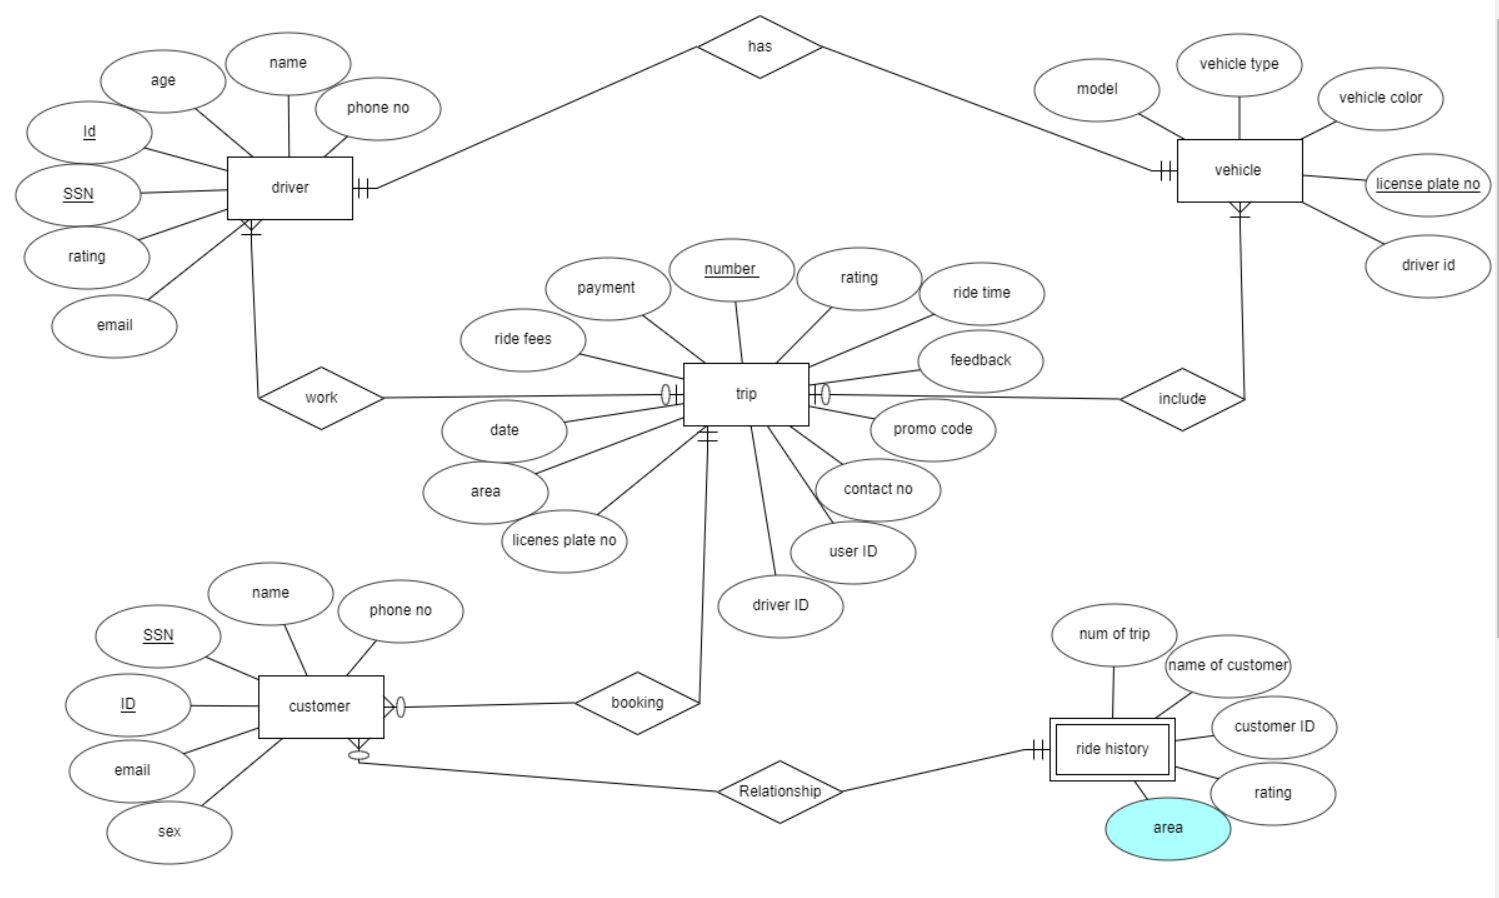 has
name
age
phone no
Id
driver
SSN
rating
email
vehicle type
model
vehicle color
vehicle
license plate no
driver id
number
payment
rating
ride time
ride fees
feedback
work
trip
include
date
promo code
area
contact no
licenes plate no
user ID
driver ID
name
phone no
SSN
ID
customer
booking
email
sex
Relationship
num of trip
name of customer
customer ID
ride history
rating
area